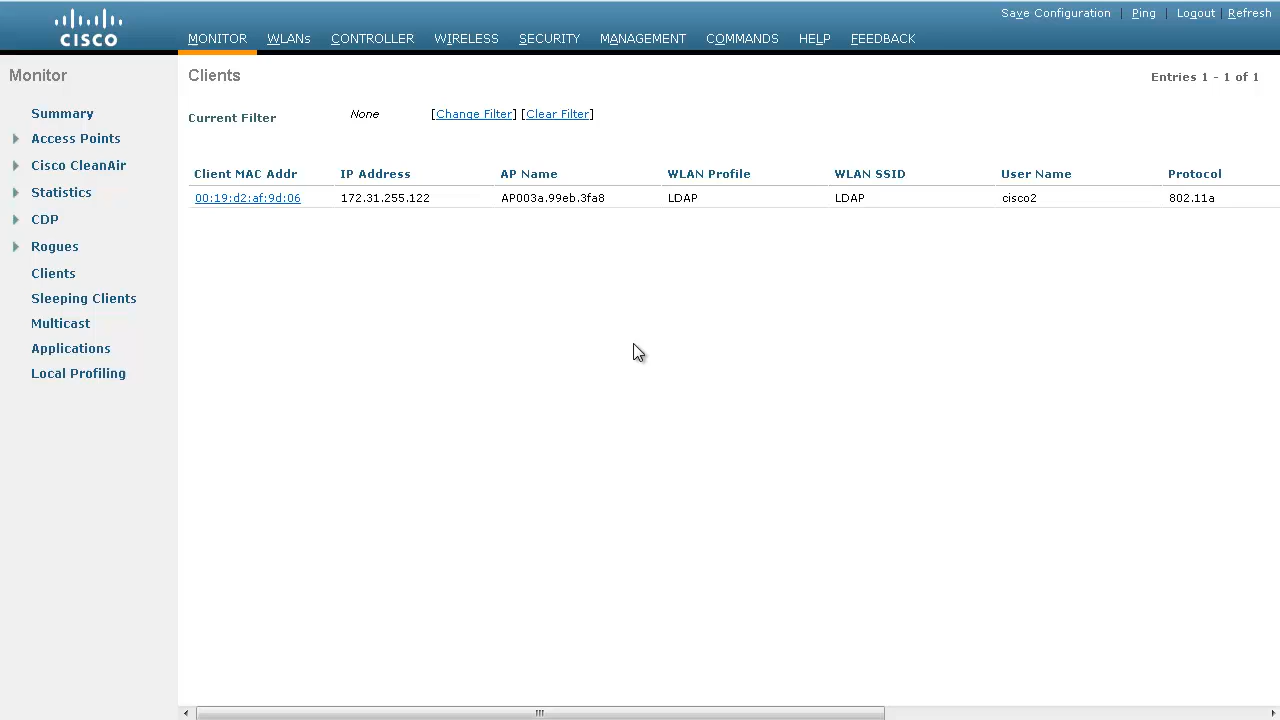 Save Configuration | Ping | Logout | Refresh
CISCO
MONITOR WLANs CONTROLLER WIRELESS SECURITY MANAGEMENT COMMANDS HELP FEEDBACK
Monitor
Summary
Access Points
Cisco CleanAir
Statistics
CDP
Rogues
Clients
Sleeping Clients
Multicast
Applications
Local Profiling
Clients
Entries 1 - 1 of 1
Current Filter None [Change Filter] [Clear Filter]
Client MAC Addr IP Address AP Name WLAN Profile WLAN SSID User Name Protocol
00:19:d2:af:9d:06 172.31.255.122 AP003a.99eb.3fa8 LDAP LDAP cisco2 802.11a